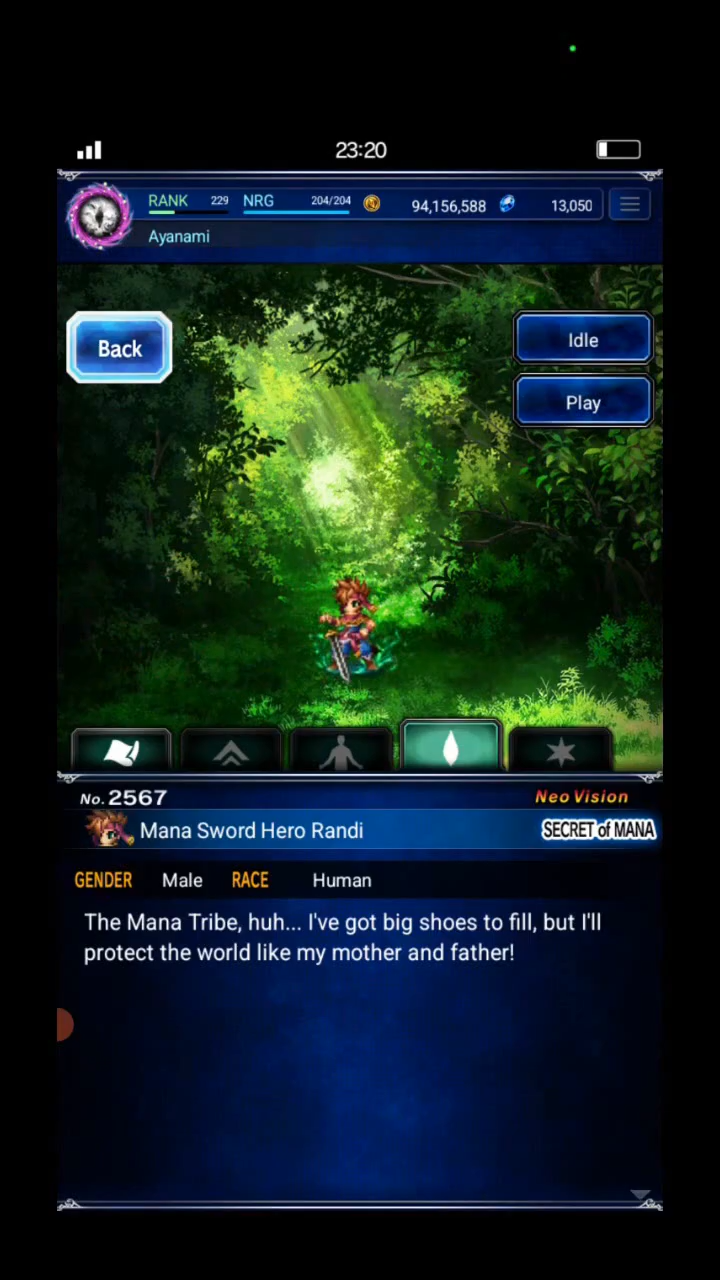 23:20
RANK 229 NRG 204/204 94,156,588 13,050
Ayanami
Back
Idle
Play
No. 2567 Neo Vision
Mana Sword Hero Randi SECRET of MANA
GENDER Male RACE Human
The Mana Tribe, huh... I've got big shoes to fill, but I'll
protect the world like my mother and father!